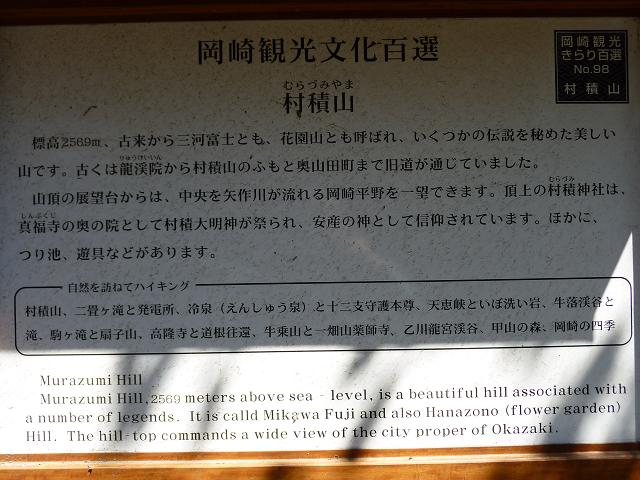 岡崎観光文化百選
岡崎観光
きらり百選
No.98
村積山
むらづみやま
村積山
標高256.9m、古来から三河富士とも、花園山とも呼ばれ、いくつかの伝説を秘めた美しい
山です。古くは龍渓院から村積山のふもと奥山田町まで旧道が通じていました。
りゅうけいいん
山頂の展望台からは、中央を矢作川が流れる岡崎平野を一望できます。頂上の村積神社は、
むらづみ
真福寺の奥の院として村積大明神が祭られ、安産の神として信仰されています。ほかに、
しんぷくじ
つり池、遊具などがあります。
自然を訪ねてハイキング
村積山、二畳ヶ滝と発電所、冷泉（えんしゅう泉）と十三支守護本尊、天恵峡といぼ洗い岩、牛落渓谷と
滝、駒ヶ滝と扇子山、高隆寺と道根往還、牛乗山と一畑山薬師寺、乙川龍宮渓谷、甲山の森、岡崎の四季
Murazumi Hill
Murazumi Hill, 256.9 meters above sea - level, is a beautiful hill associated with
a number of legends. It is calld Mikawa Fuji and also Hanazono (flower garden)
Hill. The hill-top commands a wide view of the city proper of Okazaki.